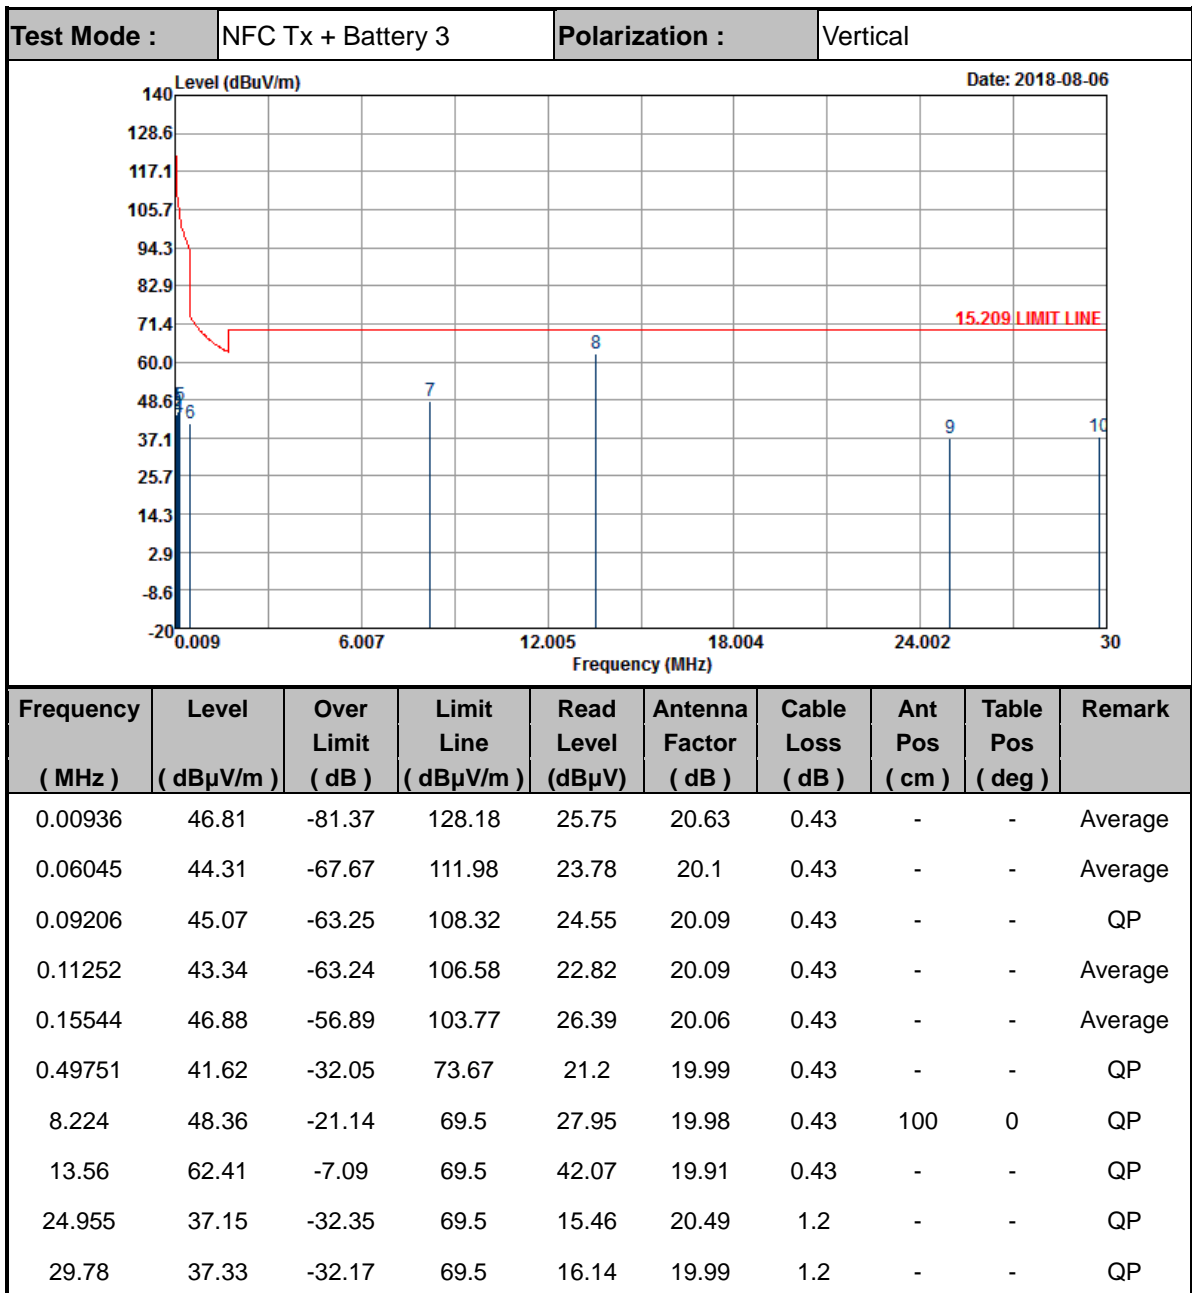 Test Mode : NFC Tx + Battery 3 Polarization : Vertical
Level (dBuV/m) Date: 2018-08-06
140
128.6
117.1
105.7
94.3
82.9
71.4
60.0
48.6
37.1
25.7
14.3
2.9
-8.6
-20
15.209 LIMIT LINE
5
6
7
8
9
10
0.009 6.007 12.005 18.004 24.002 30
Frequency (MHz)
Frequency Level Over Limit Read Antenna Cable Ant Table Remark
Limit Line Level Factor Loss Pos Pos
( MHz ) ( dBµV/m ) ( dB ) ( dBµV/m ) (dBµV) ( dB ) ( dB ) ( cm ) ( deg )
0.00936 46.81 -81.37 128.18 25.75 20.63 0.43 - - Average
0.06045 44.31 -67.67 111.98 23.78 20.1 0.43 - - Average
0.09206 45.07 -63.25 108.32 24.55 20.09 0.43 - - QP
0.11252 43.34 -63.24 106.58 22.82 20.09 0.43 - - Average
0.15544 46.88 -56.89 103.77 26.39 20.06 0.43 - - Average
0.49751 41.62 -32.05 73.67 21.2 19.99 0.43 - - QP
8.224 48.36 -21.14 69.5 27.95 19.98 0.43 100 0 QP
13.56 62.41 -7.09 69.5 42.07 19.91 0.43 - - QP
24.955 37.15 -32.35 69.5 15.46 20.49 1.2 - - QP
29.78 37.33 -32.17 69.5 16.14 19.99 1.2 - - QP